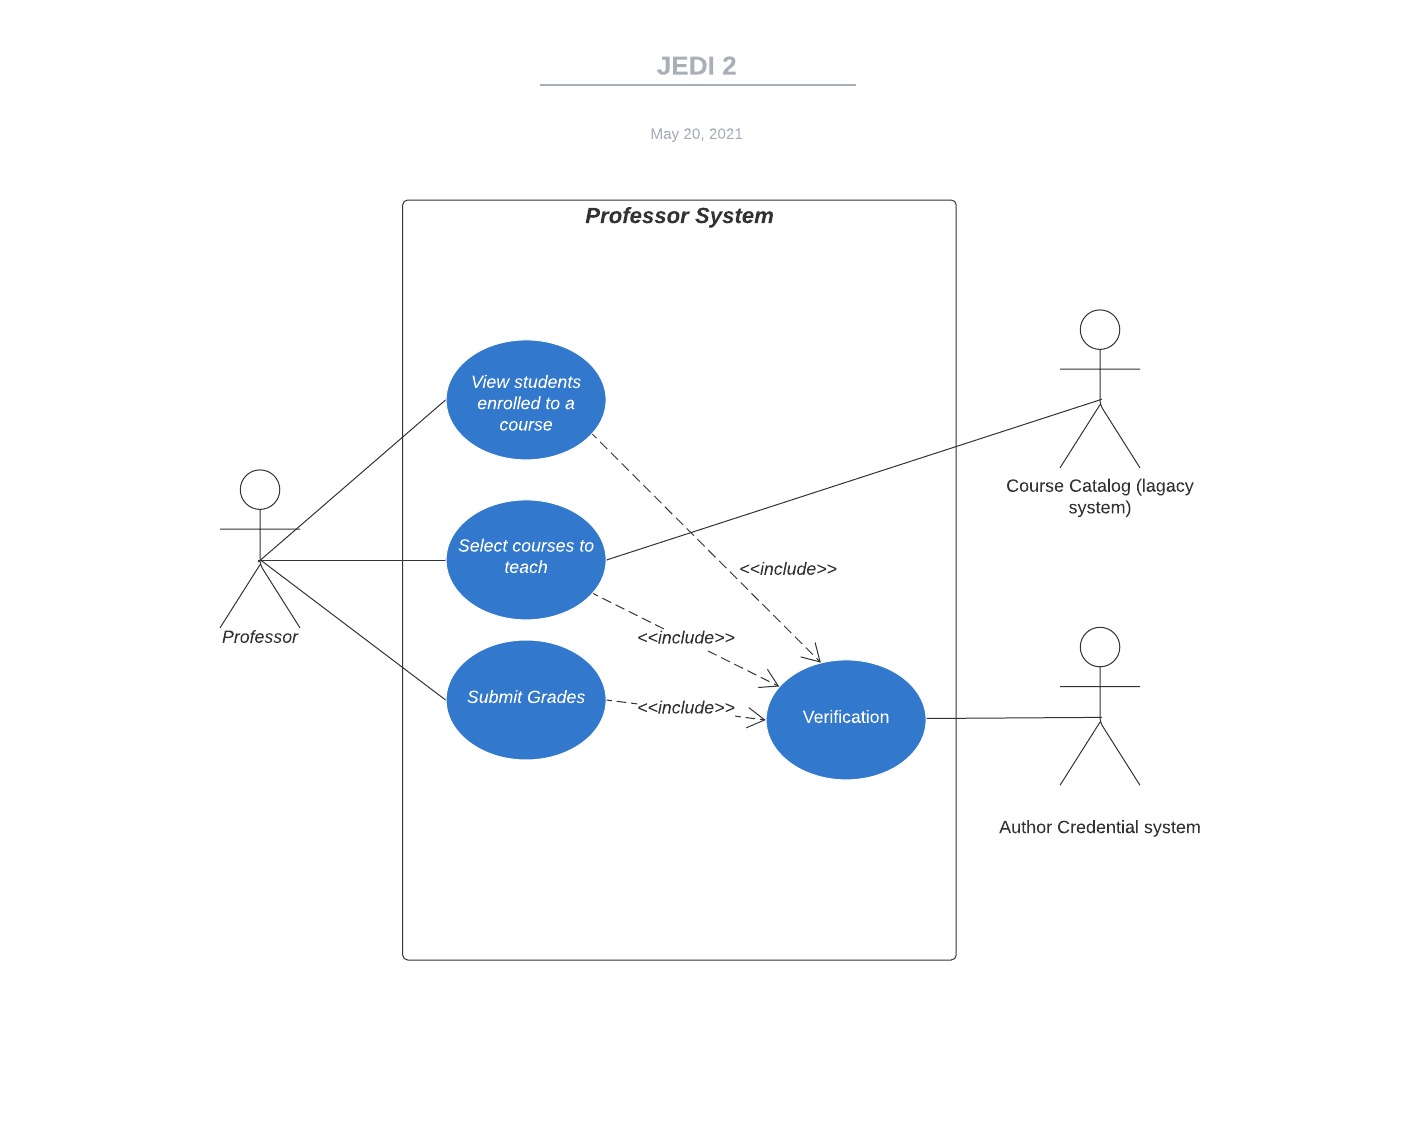 JEDI 2
May 20, 2021
Professor System
View students
enrolled to a
course
Select courses to
teach
Submit Grades
Verification
<<include>>
<<include>>
<<include>>
Professor
Course Catalog (lagacy
system)
Author Credential system